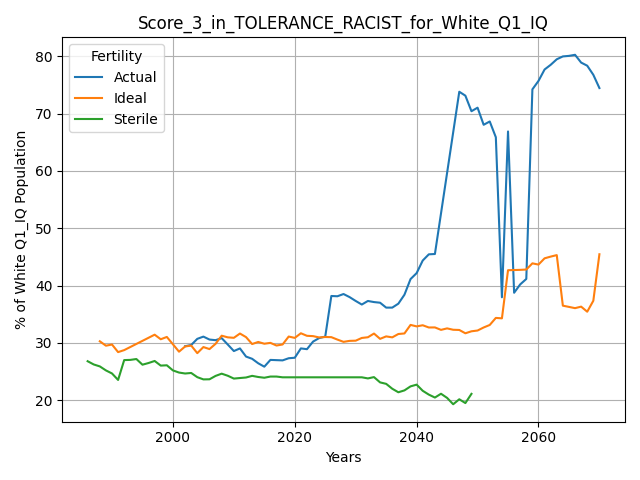 Score_3_in_TOLERANCE_RACIST_for_White_Q1_IQ
Fertility
Actual
Ideal
Sterile
% of White Q1_IQ Population
80
70
60
50
40
30
20
2000
2020
2040
2060
Years